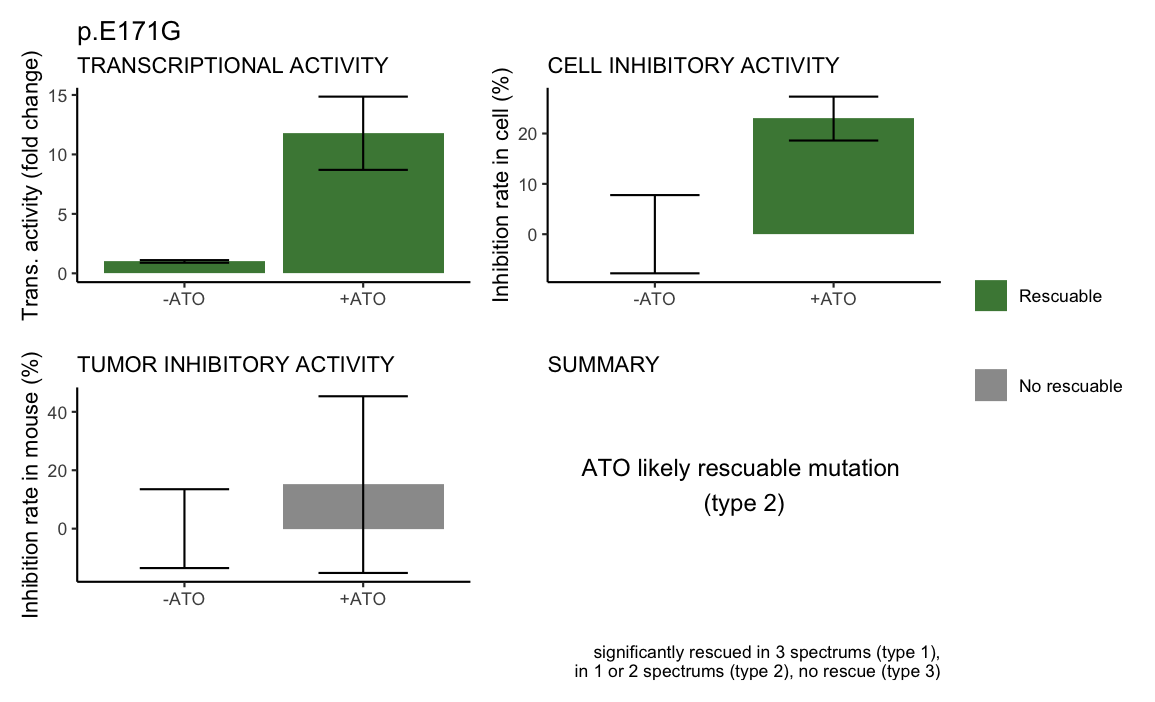 p.E171G
TRANSCRIPTIONAL ACTIVITY
Trans. activity (fold change)
15
10
5
0
-ATO
+ATO
CELL INHIBITORY ACTIVITY
Inhibition rate in cell (%)
20
10
0
-ATO
+ATO
Rescuable
No rescuable
TUMOR INHIBITORY ACTIVITY
Inhibition rate in mouse (%)
40
20
0
-ATO
+ATO
SUMMARY
ATO likely rescuable mutation
(type 2)
significantly rescued in 3 spectrums (type 1),
in 1 or 2 spectrums (type 2), no rescue (type 3)